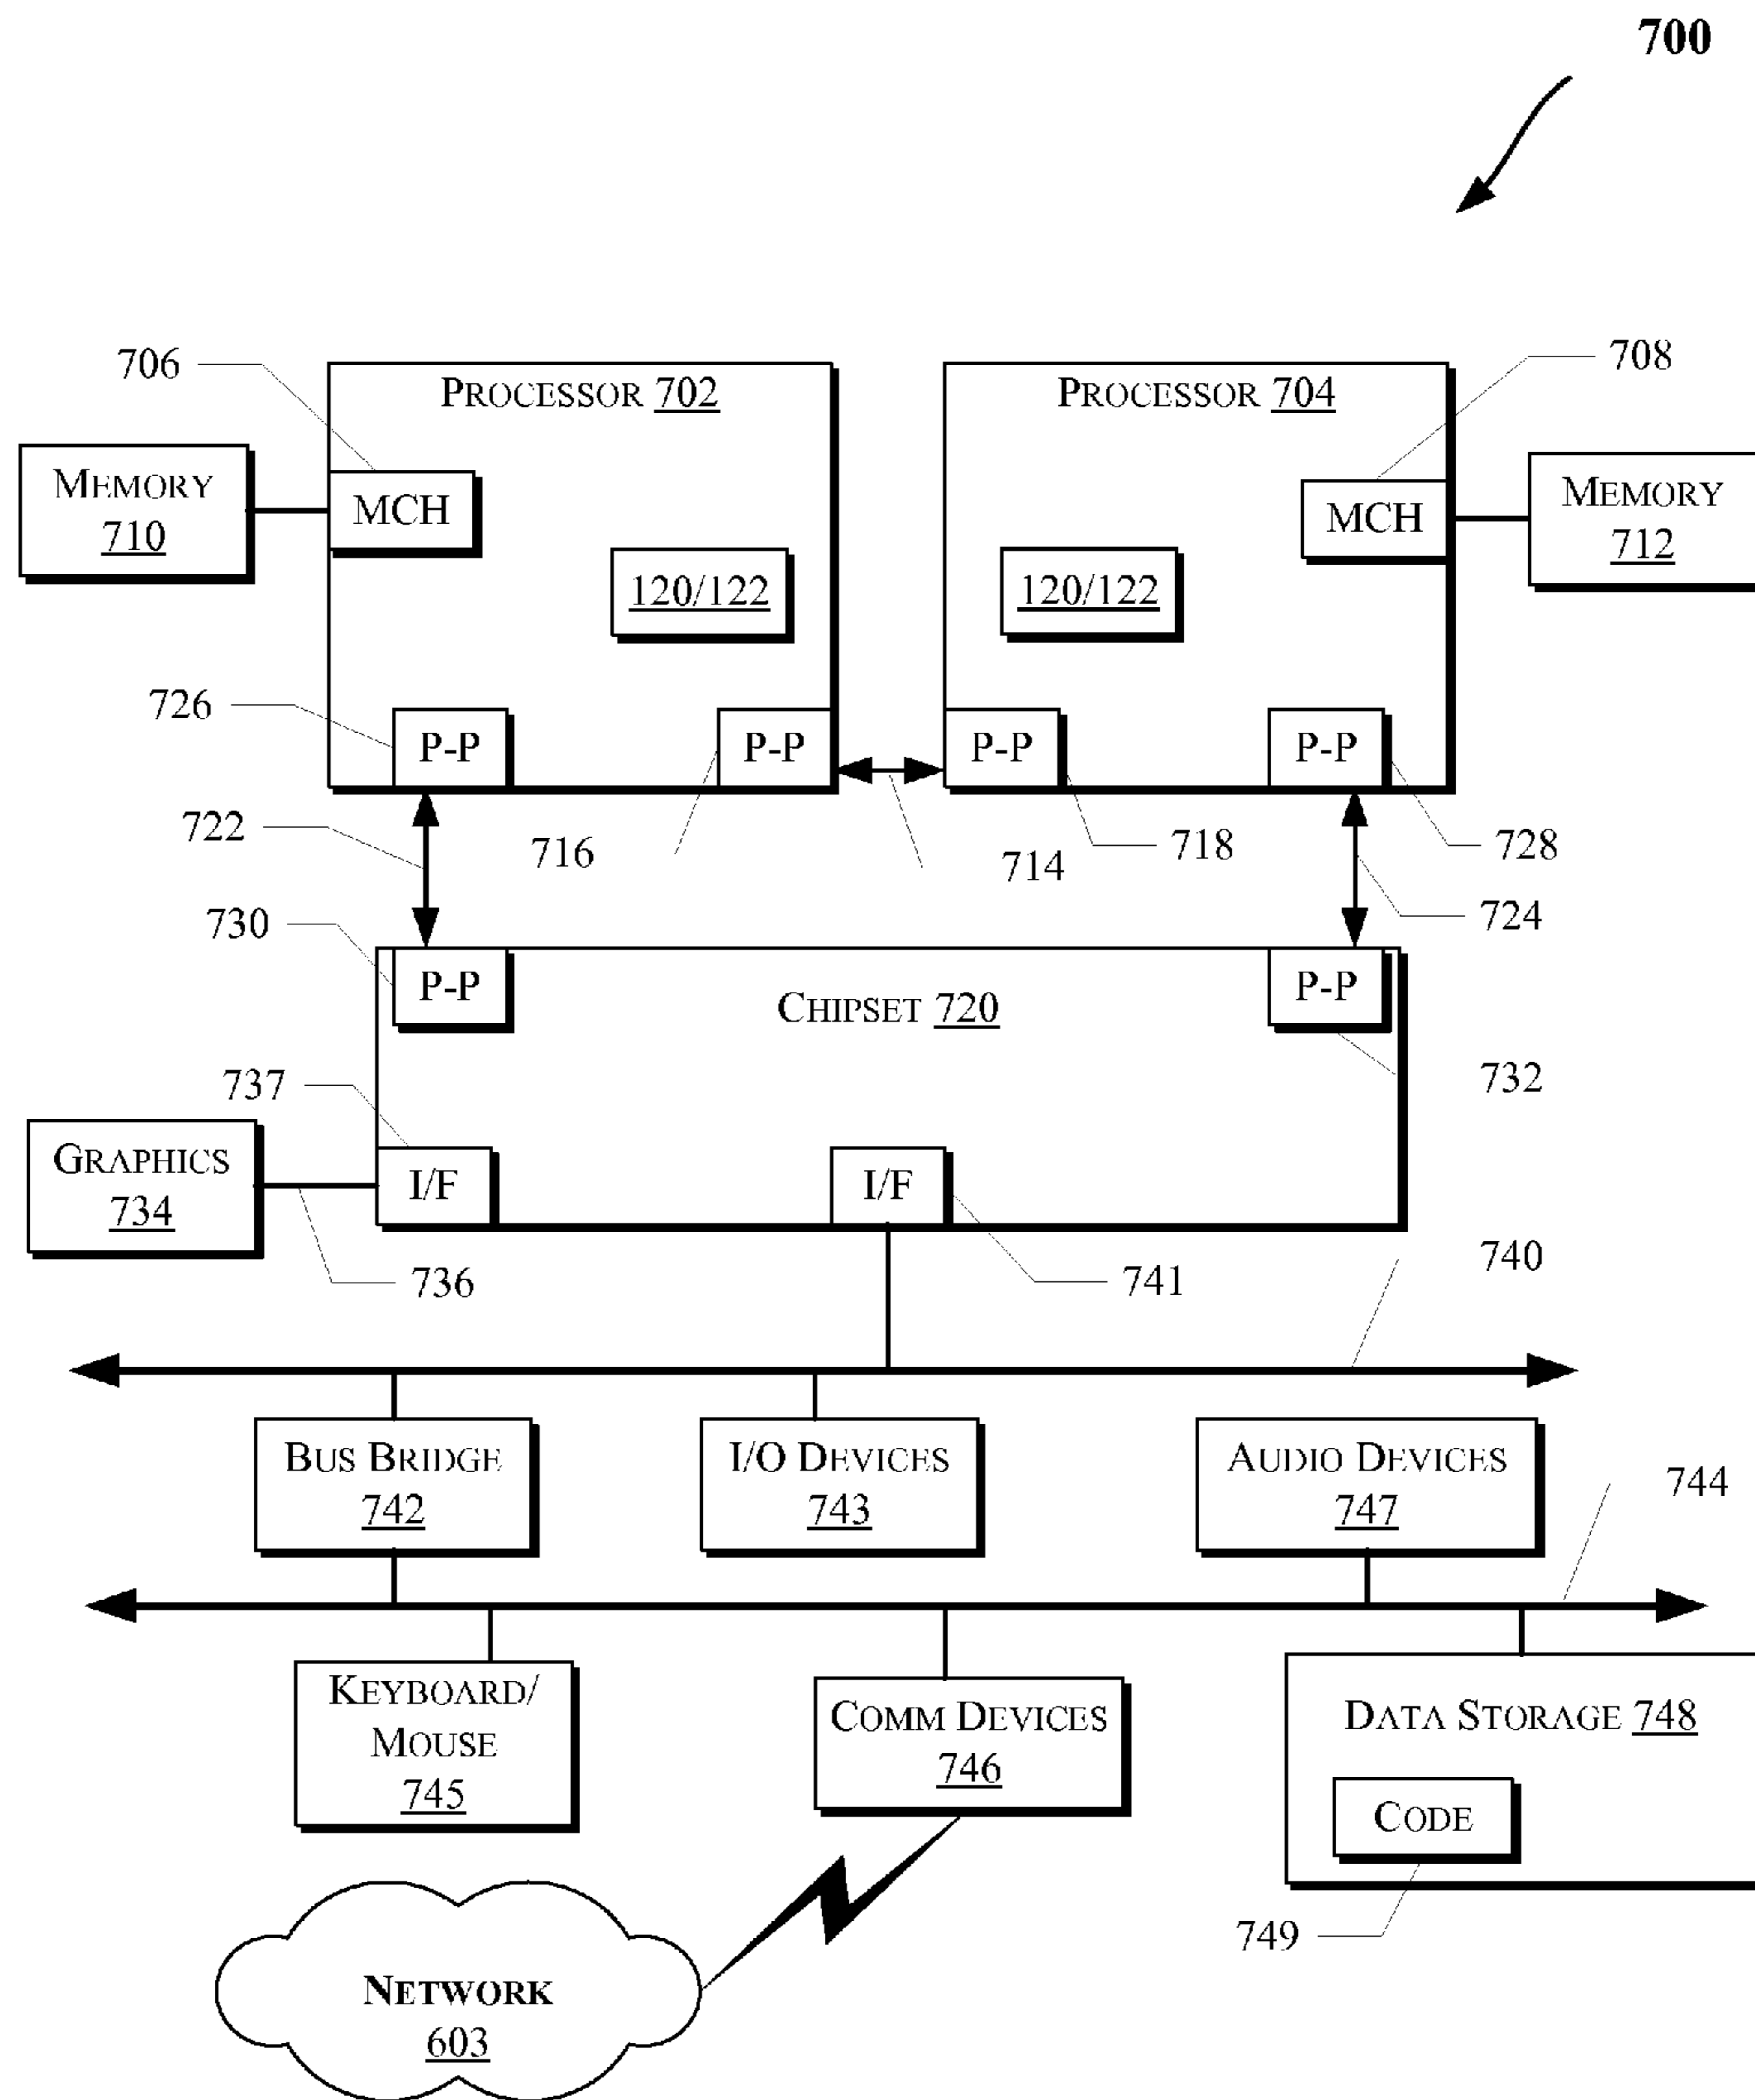 700
706
PROCESSOR 702
PROCESSOR 704
708
MEMORY
710
MCH
MCH
MEMORY
712
120/122
120/122
726
P-P
P-P
P-P
P-P
722
716
714
718
728
730
724
P-P
CHIPSET 720
P-P
737
732
GRAPHICS
734
I/F
I/F
736
741
740
BUS BRIDGE
742
I/O DEVICES
743
AUDIO DEVICES
747
744
KEYBOARD/
MOUSE
745
COMM DEVICES
746
DATA STORAGE 748
CODE
749
NETWORK
603